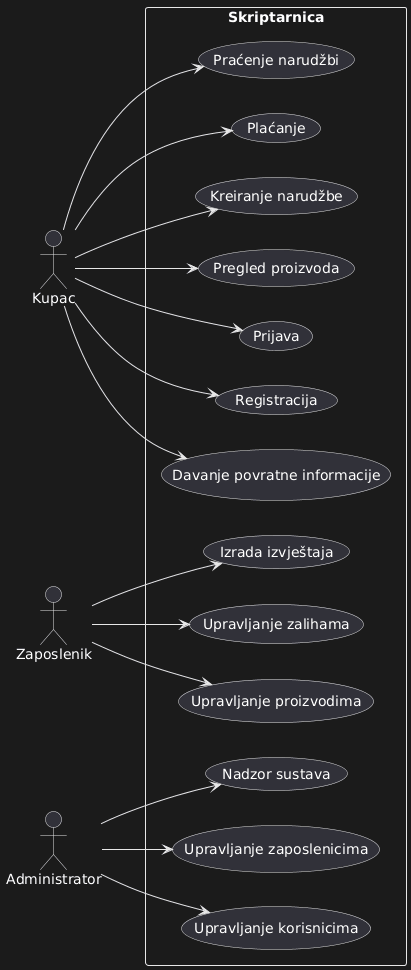 Skriptarnica
Praćenje narudžbi
Plaćanje
Kreiranje narudžbe
Pregled proizvoda
Kupac
Prijava
Registracija
Davanje povratne informacije
Izrada izvještaja
Upravljanje zalihama
Zaposlenik
Upravljanje proizvodima
Nadzor sustava
Upravljanje zaposlenicima
Administrator
Upravljanje korisnicima